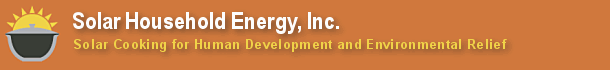 Solar Household Energy, Inc.
Solar Cooking for Human Development and Environmental Relief